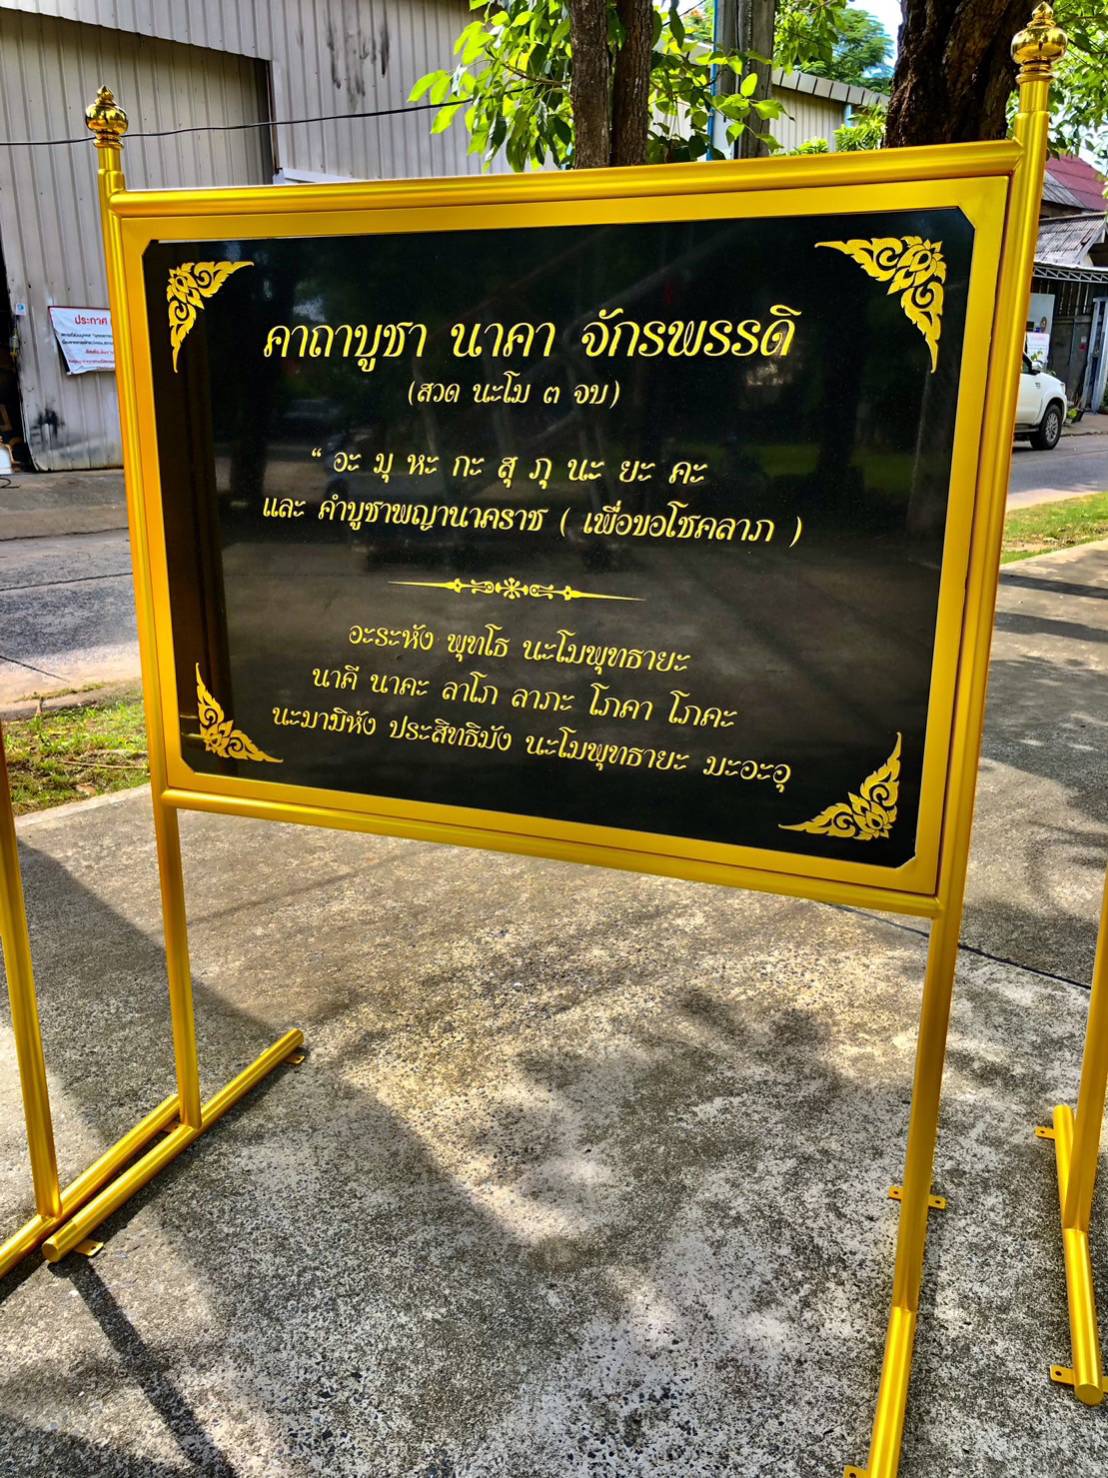 คาถาบูชา นาคา จักรพรรดิ
(สวด นะโม ๓ จบ)
“ อะ มุ หะ กะ สุ ภุ นะ ยะ คะ
และ คำบูชาพญานาคราช ( เพื่อขอโชคลาภ )
อะระหัง พุทโธ นะโมพุทธายะ
นาคี นาคะ ลาโภ ลาภะ โภคา โภคะ
นะมามิหัง ประสิทธิมัง นะโมพุทธายะ มะอะอุ
ประกาศ